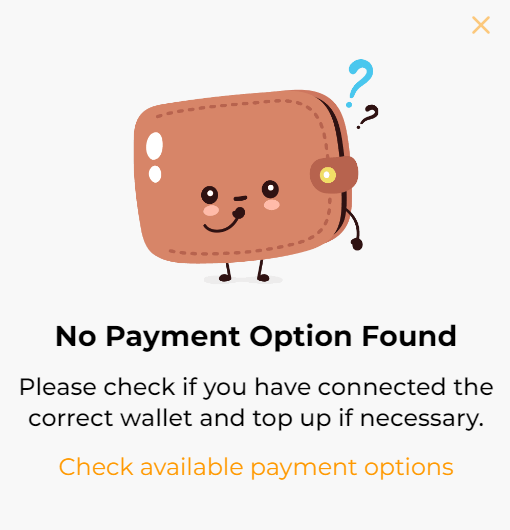 No Payment Option Found
Please check if you have connected the
correct wallet and top up if necessary.
Check available payment options